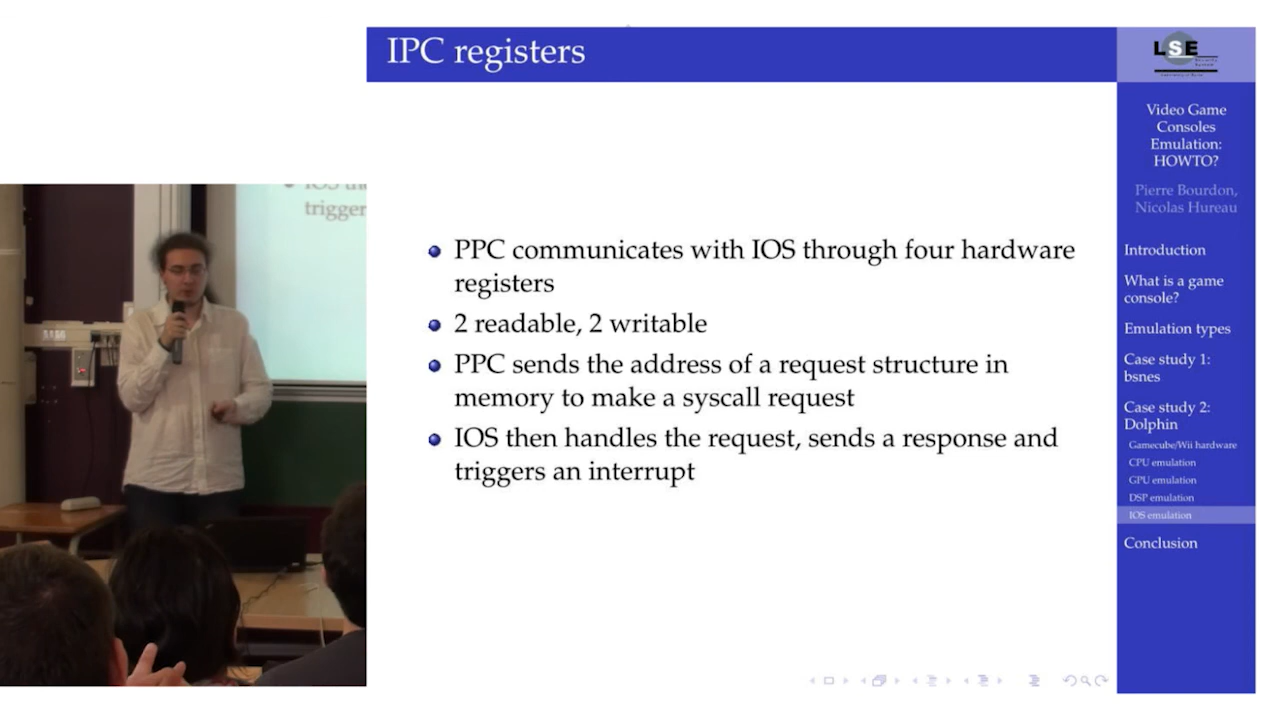 IPC registers
LSE
Video Game
Consoles
Emulation:
HOWTO?
Pierre Bourdon,
Nicolas Hureau
Introduction
What is a game
console?
Emulation types
Case study 1:
bsnes
Case study 2:
Dolphin
Gamecube/Wii hardware
CPU emulation
GPU emulation
DSP emulation
IOS emulation
Conclusion
PPC communicates with IOS through four hardware
registers
2 readable, 2 writable
PPC sends the address of a request structure in
memory to make a syscall request
IOS then handles the request, sends a response and
triggers an interrupt
trigger